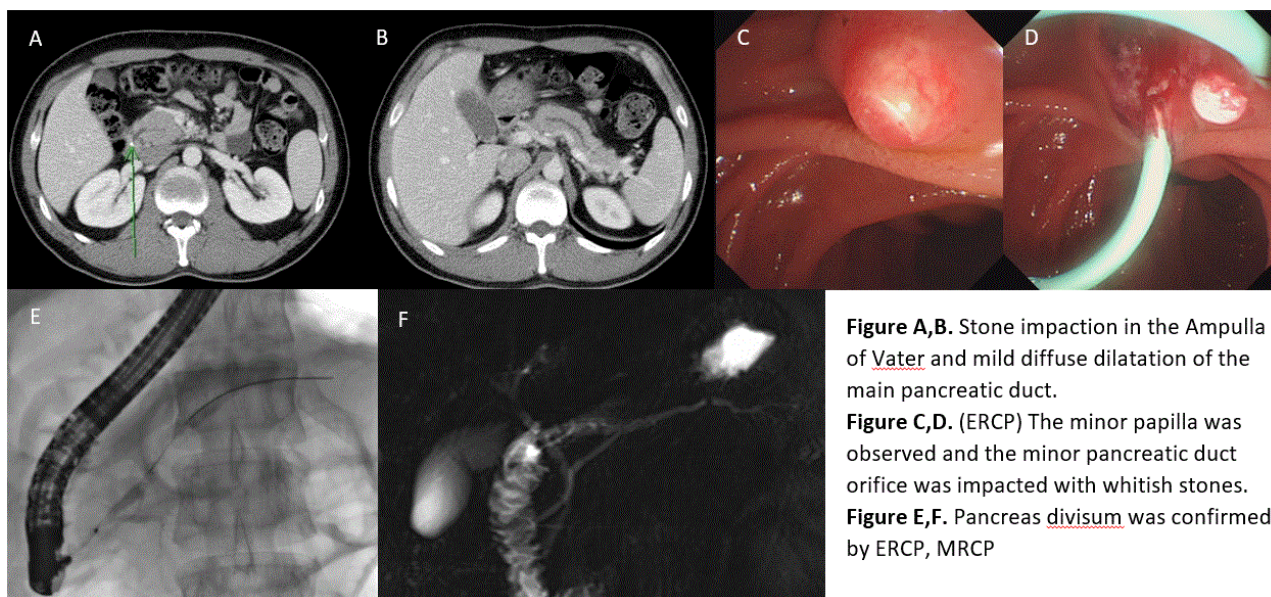 A
B
C
D
E
F
Figure A,B. Stone impaction in the Ampulla
of Vater and mild diffuse dilatation of the
main pancreatic duct.
Figure C,D. (ERCP) The minor papilla was
observed and the minor pancreatic duct
orifice was impacted with whitish stones.
Figure E,F. Pancreas divisum was confirmed
by ERCP, MRCP